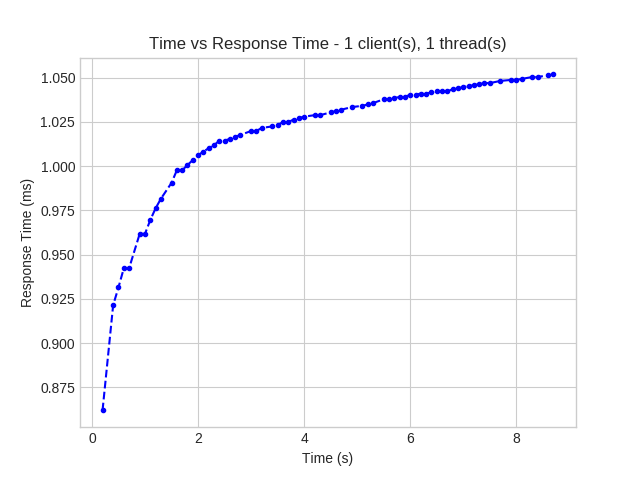 Time vs Response Time - 1 client(s), 1 thread(s)
1.050
1.025
1.000
0.975
0.950
0.925
0.900
0.875
Response Time (ms)
0 2 4 6 8
Time (s)